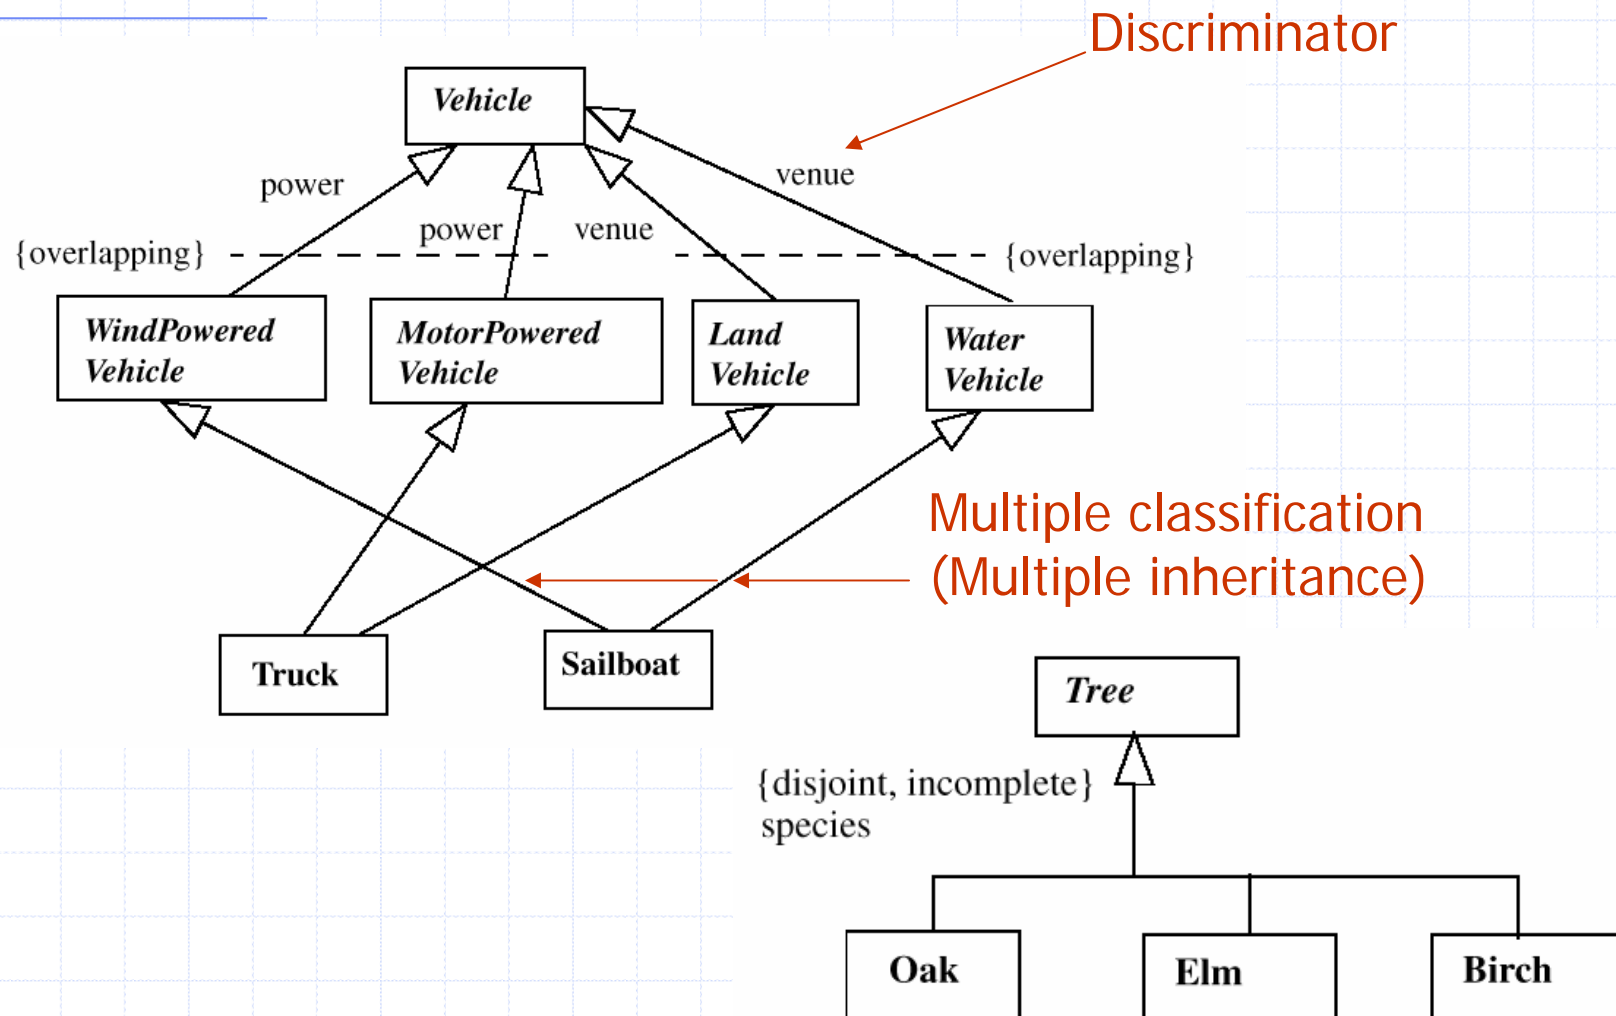 Discriminator
Vehicle
venue
power
power
venue
{overlapping}
{overlapping}
WindPowered
Vehicle
MotorPowered
Vehicle
Land
Vehicle
Water
Vehicle
Multiple classification
(Multiple inheritance)
Truck
Sailboat
Tree
{disjoint, incomplete}
species
Oak
Elm
Birch